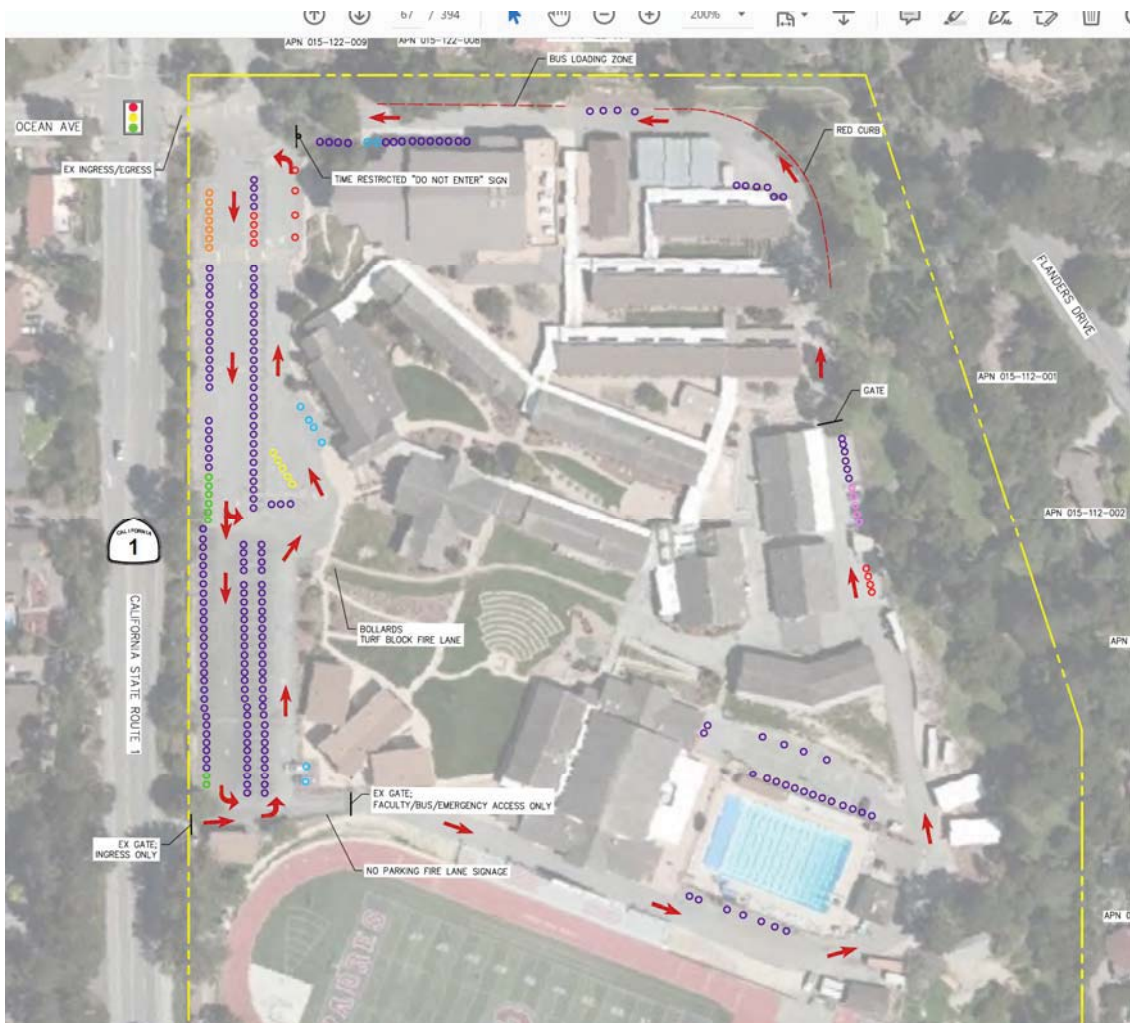 67 / 394
200%
APN 015-122-009
APN 015-122-008
BUS LOADING ZONE
OCEAN AVE
RED CURB
EX INGRESS/EGRESS
TIME RESTRICTED "DO NOT ENTER" SIGN
FLANDERS DRIVE
APN 015-112-001
GATE
APN 015-112-002
CALIFORNIA
1
CALIFORNIA STATE ROUTE 1
BOLLARDS
TURF BLOCK FIRE LANE
APN
EX GATE;
FACULTY/BUS/EMERGENCY ACCESS ONLY
EX GATE;
INGRESS ONLY
NO PARKING FIRE LANE SIGNAGE
APN 0